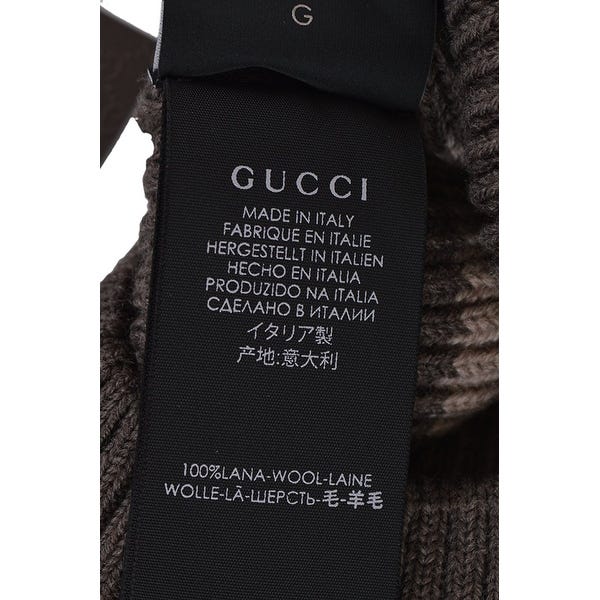 G
GUCCI
MADE IN ITALY
FABRIQUE EN ITALIE
HERGESTELLT IN ITALIEN
HECHO EN ITALIA
PRODUZIDO NA ITALIA
СДЕЛАНО В ИТАЛИИ
イタリア製
产地:意大利
100%LANA-WOOL-LAINE
WOLLE-LÃ-ШЕРСТЬ-毛-羊毛